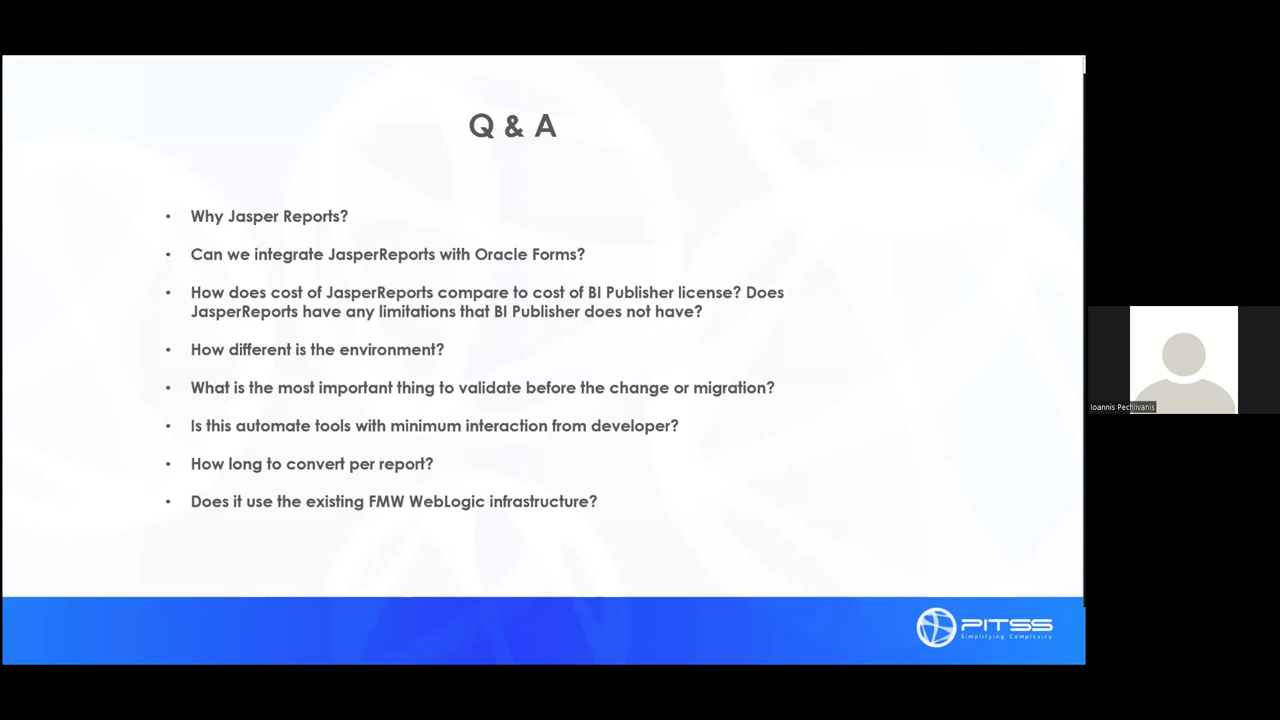 Q & A
• Why Jasper Reports?
• Can we integrate JasperReports with Oracle Forms?
• How does cost of JasperReports compare to cost of BI Publisher license? Does
JasperReports have any limitations that BI Publisher does not have?
• How different is the environment?
• What is the most important thing to validate before the change or migration?
• Is this automate tools with minimum interaction from developer?
• How long to convert per report?
• Does it use the existing FMW WebLogic infrastructure?
Ioannis Pechlivanis
PITSS
Simplifying Complexity